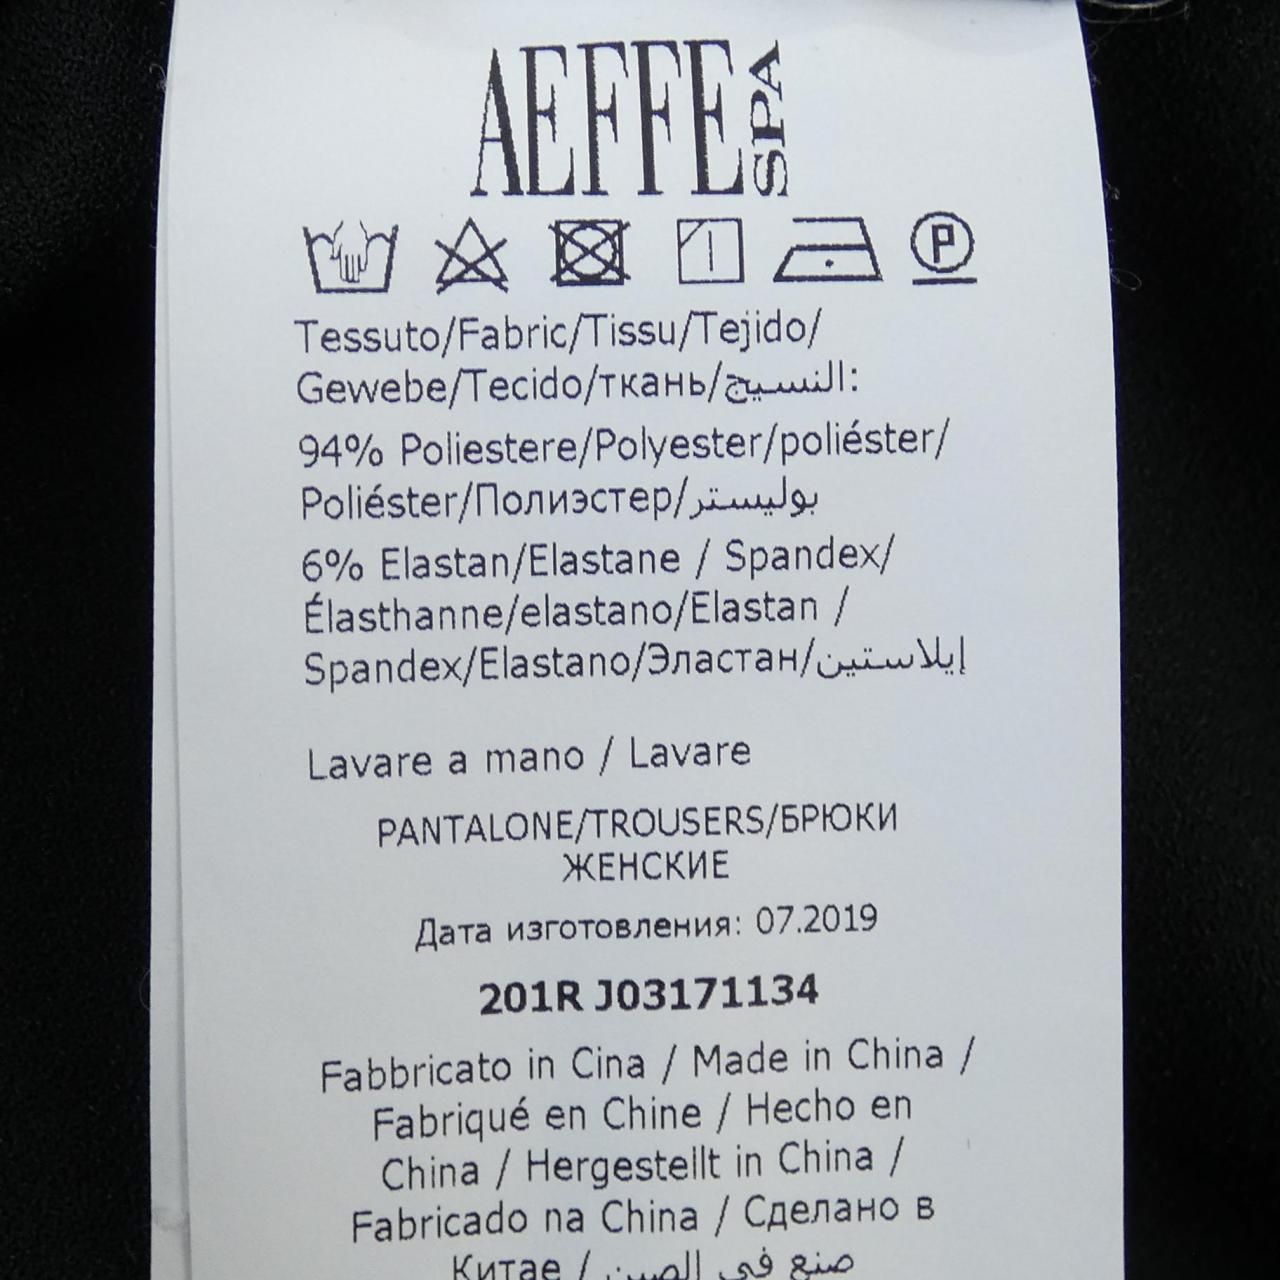 AEFFE SPA
P
Tessuto/Fabric/Tissu/Tejido/
Gewebe/Tecido/ткань/النسيج:
94% Poliestere/Polyester/poliéster/
Poliéster/Полиэстер/بوليستر
6% Elastan/Elastane / Spandex/
Élasthanne/elastano/Elastan /
Spandex/Elastano/Эластан/إيلاستين
Lavare a mano / Lavare
PANTALONE/TROUSERS/БРЮКИ
ЖЕНСКИЕ
Дата изготовления: 07.2019
201R J03171134
Fabbricato in Cina / Made in China /
Fabriqué en Chine / Hecho en
China / Hergestellt in China /
Fabricado na China / Сделано в
Китае / صنع في الصين